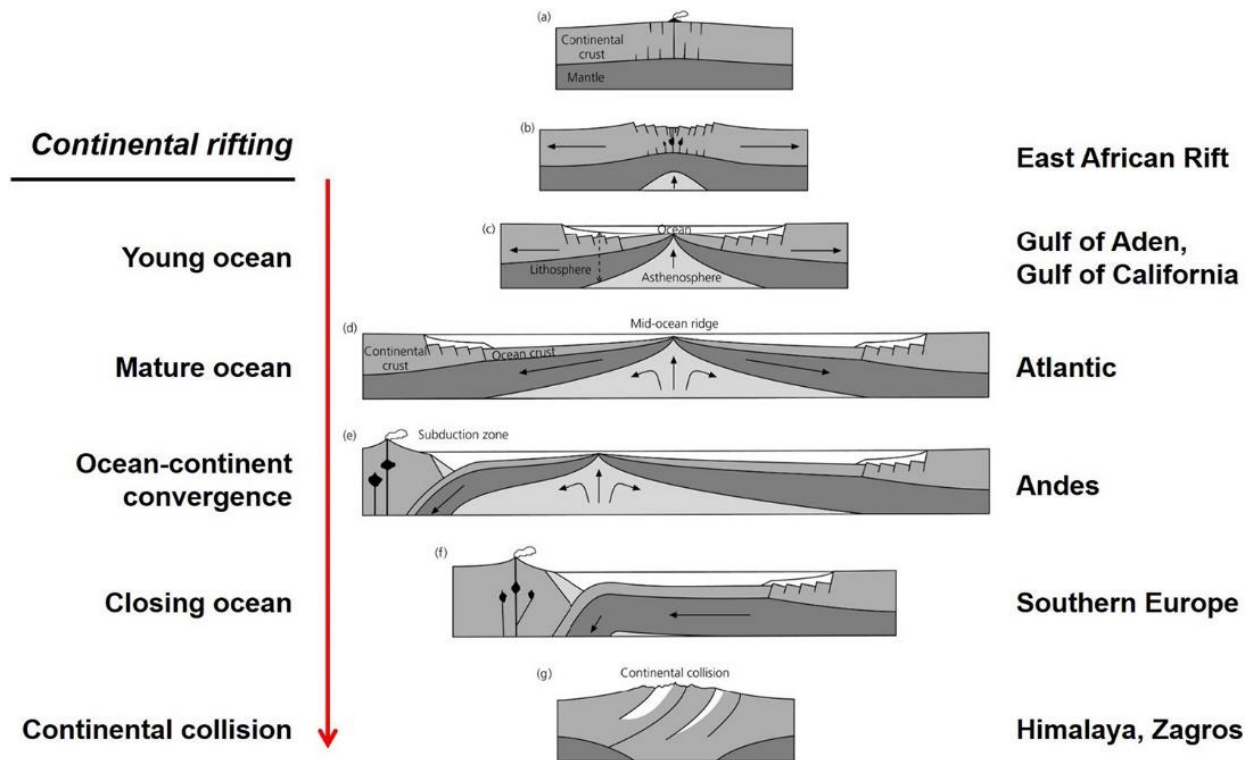 (a)
Continental
crust
Mantle
Continental rifting
(b)
East African Rift
Young ocean
(c)
Ocean
Lithosphere
Asthenosphere
Gulf of Aden,
Gulf of California
Mature ocean
(d)
Mid-ocean ridge
Continental
crust
Ocean crust
Atlantic
Ocean-continent
convergence
(e)
Subduction zone
Andes
Closing ocean
(f)
Southern Europe
Continental collision
(g)
Continental collision
Himalaya, Zagros